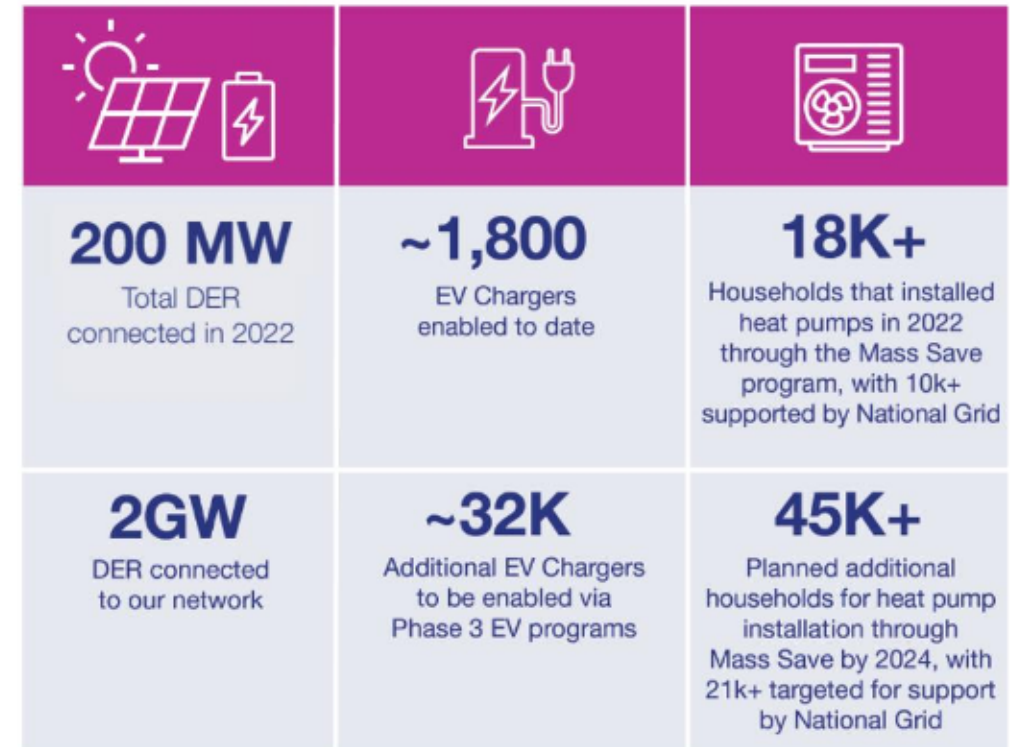 200 MW
Total DER
connected in 2022
~1,800
EV Chargers
enabled to date
18K+
Households that installed
heat pumps in 2022
through the Mass Save
program, with 10k+
supported by National Grid
2GW
DER connected
to our network
~32K
Additional EV Chargers
to be enabled via
Phase 3 EV programs
45K+
Planned additional
households for heat pump
installation through
Mass Save by 2024, with
21k+ targeted for support
by National Grid